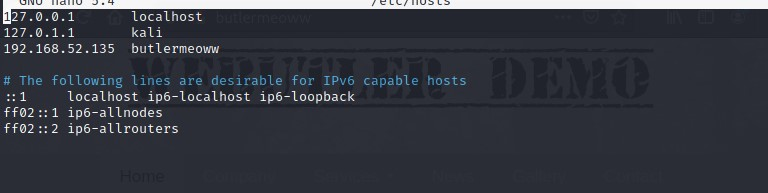 GNU nano 5.4 /etc/hosts
127.0.0.1 localhost
127.0.1.1 kali
192.168.52.135 butlermeoww
# The following lines are desirable for IPv6 capable hosts
::1 localhost ip6-localhost ip6-loopback
ff02::1 ip6-allnodes
ff02::2 ip6-allrouters
butlermeoww
WEBUTLER DEMO
Home